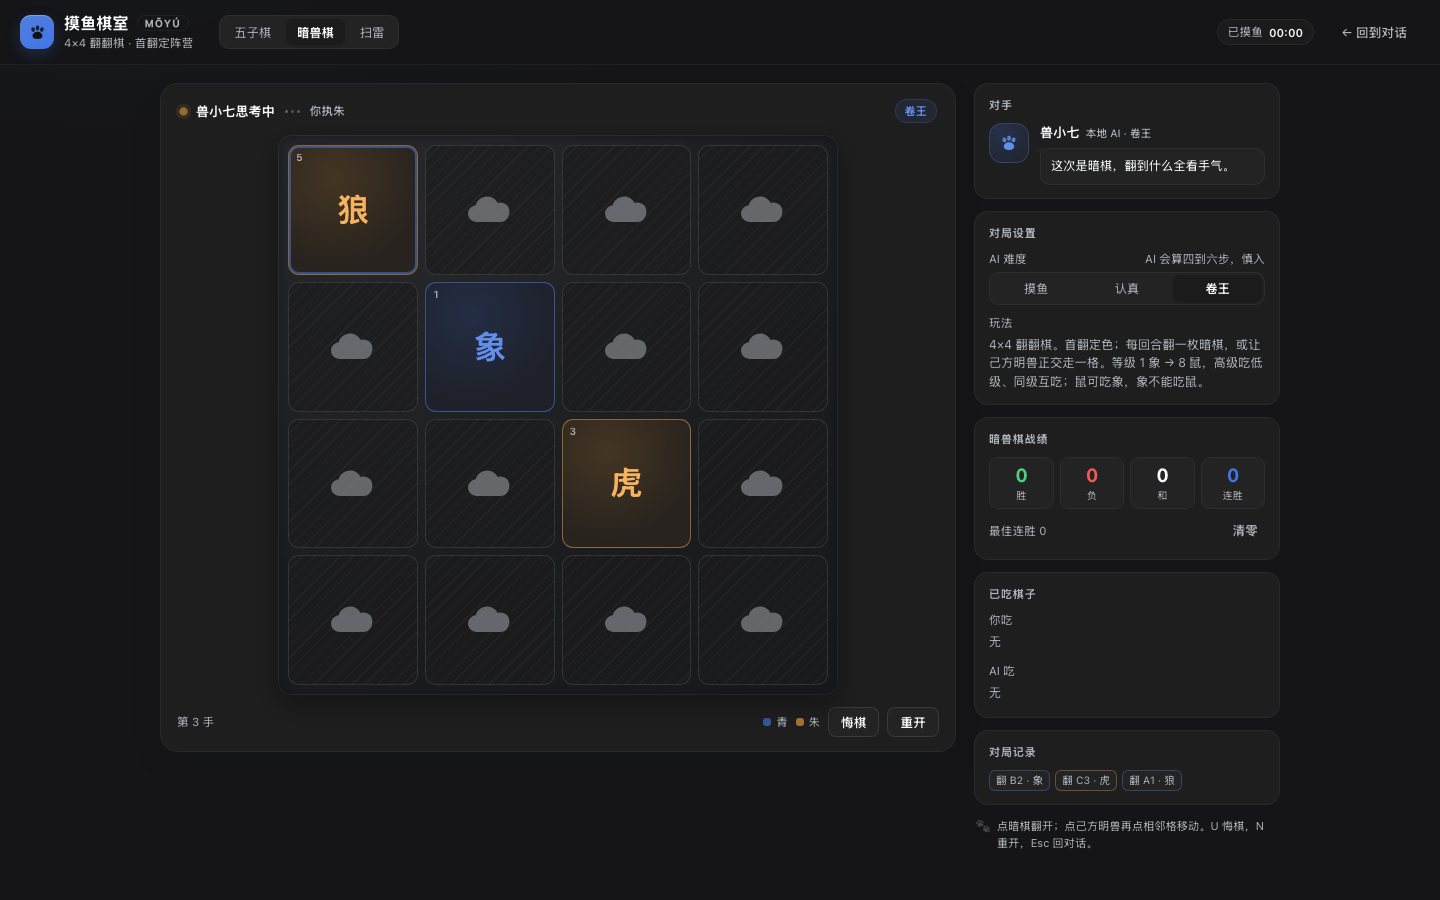 摸鱼棋室 MŌYÚ
4×4 翻翻棋 · 首翻定阵营
五子棋 暗兽棋 扫雷
已摸鱼 00:00
← 回到对话
兽小七思考中 你执朱
卷王
5
狼
1
象
3
虎
第 3 手
青 朱 悔棋 重开
对手
兽小七 本地 AI · 卷王
这次是暗棋，翻到什么全看手气。
对局设置
AI 难度 AI 会算四到六步，慎入
摸鱼 认真 卷王
玩法
4×4 翻翻棋。首翻定色；每回合翻一枚暗棋，或让
己方明兽正交走一格。等级 1 象 → 8 鼠，高级吃低
级、同级互吃；鼠可吃象，象不能吃鼠。
暗兽棋战绩
0 0 0 0
胜 负 和 连胜
最佳连胜 0 清零
已吃棋子
你吃
无
AI 吃
无
对局记录
翻 B2 · 象 翻 C3 · 虎 翻 A1 · 狼
点暗棋翻开；点己方明兽再点相邻格移动。U 悔棋，N
重开，Esc 回对话。